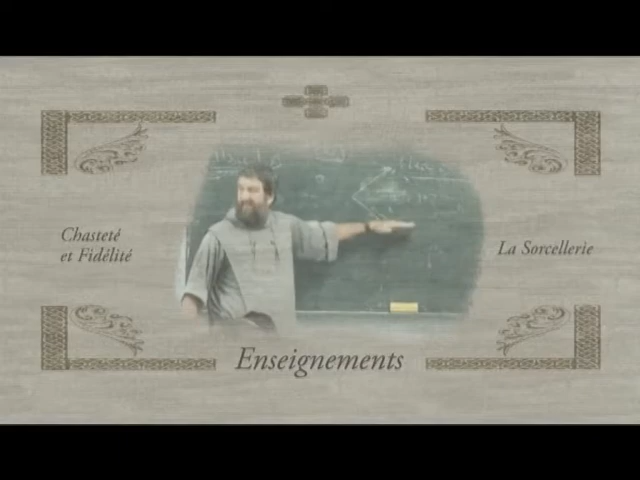 Chasteté
et Fidélité
La Sorcellerie
Enseignements